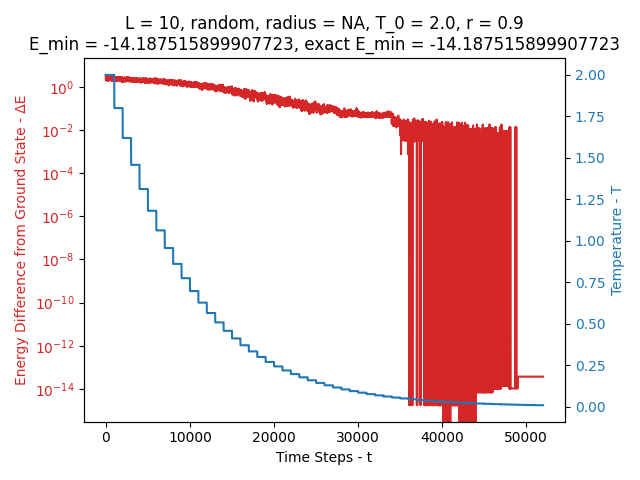 L = 10, random, radius = NA, T_0 = 2.0, r = 0.9
E_min = -14.187515899907723, exact E_min = -14.187515899907723
Energy Difference from Ground State - ΔE
10^0
10^-2
10^-4
10^-6
10^-8
10^-10
10^-12
10^-14
2.00
1.75
1.50
1.25
1.00
0.75
0.50
0.25
0.00
Temperature - T
0 10000 20000 30000 40000 50000
Time Steps - t